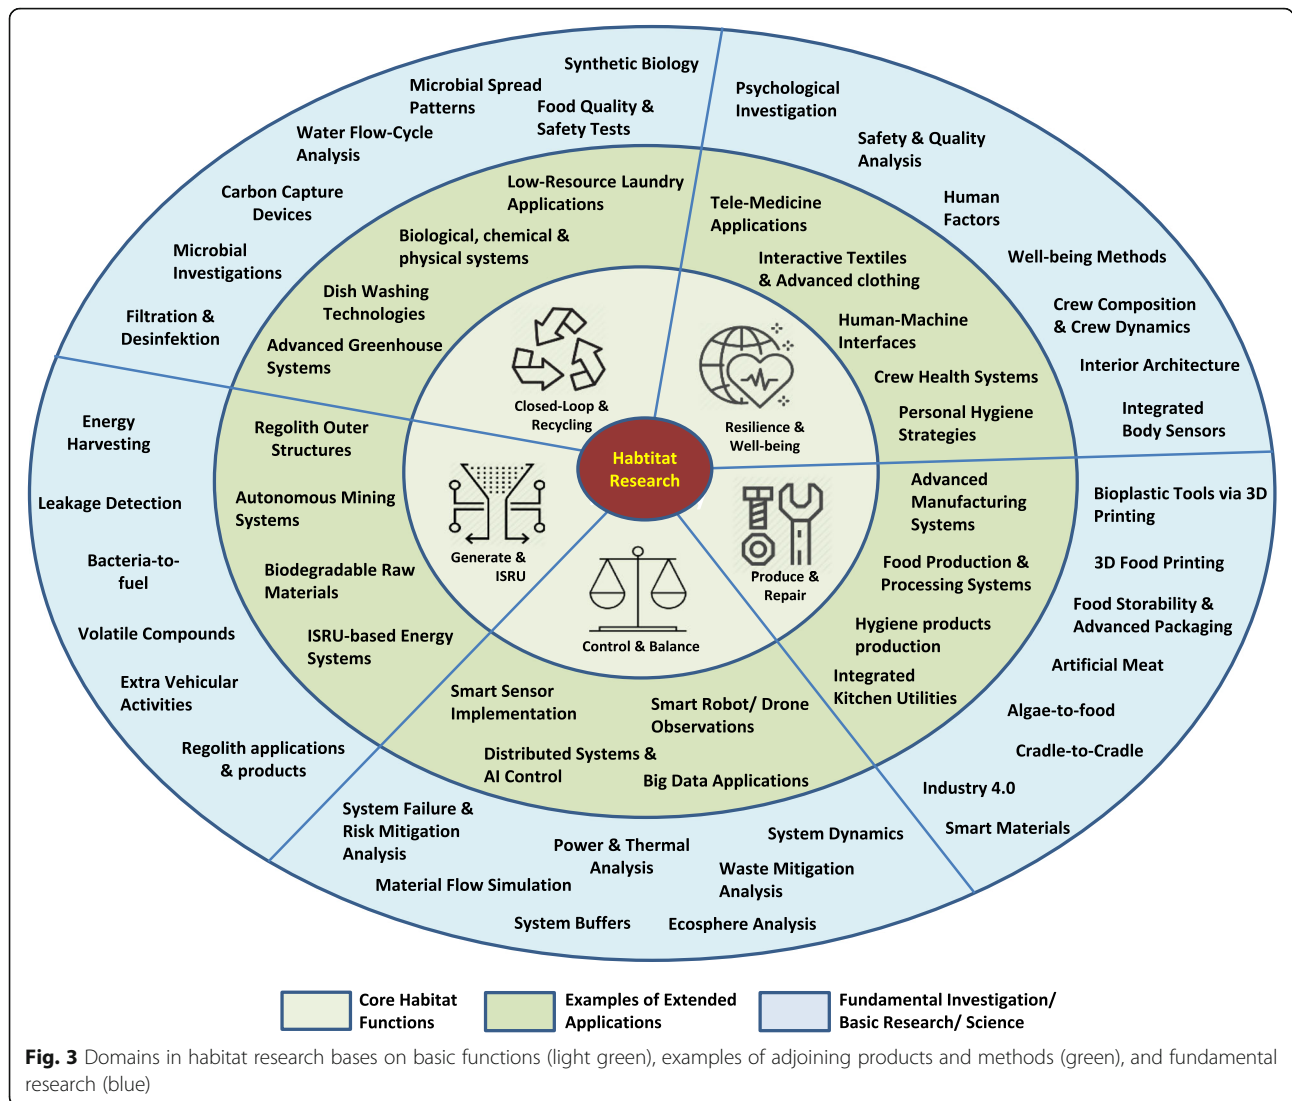 Synthetic Biology
Microbial Spread
Patterns
Food Quality &
Safety Tests
Water Flow-Cycle
Analysis
Carbon Capture
Devices
Microbial
Investigations
Filtration &
Desinfektion
Psychological
Investigation
Safety & Quality
Analysis
Human
Factors
Well-being Methods
Crew Composition
& Crew Dynamics
Interior Architecture
Integrated
Body Sensors
Low-Resource Laundry
Applications
Biological, chemical &
physical systems
Dish Washing
Technologies
Advanced Greenhouse
Systems
Tele-Medicine
Applications
Interactive Textiles
& Advanced clothing
Human-Machine
Interfaces
Crew Health Systems
Personal Hygiene
Strategies
Closed-Loop &
Recycling
Resilience &
Well-being
Habtitat
Research
Generate &
ISRU
Control & Balance
Produce &
Repair
Energy
Harvesting
Leakage Detection
Bacteria-to-
fuel
Volatile Compounds
Extra Vehicular
Activities
Regolith applications
& products
Regolith Outer
Structures
Autonomous Mining
Systems
Biodegradable Raw
Materials
ISRU-based Energy
Systems
Advanced
Manufacturing
Systems
Food Production &
Processing Systems
Hygiene products
production
Integrated
Kitchen Utilities
Bioplastic Tools via 3D
Printing
3D Food Printing
Food Storability &
Advanced Packaging
Artificial Meat
Algae-to-food
Cradle-to-Cradle
Industry 4.0
Smart Materials
Smart Sensor
Implementation
Smart Robot/ Drone
Observations
Distributed Systems &
AI Control
Big Data Applications
System Failure &
Risk Mitigation
Analysis
Power & Thermal
Analysis
System Dynamics
Material Flow Simulation
Waste Mitigation
Analysis
System Buffers
Ecosphere Analysis
Core Habitat
Functions
Examples of Extended
Applications
Fundamental Investigation/
Basic Research/ Science
Fig. 3 Domains in habitat research bases on basic functions (light green), examples of adjoining products and methods (green), and fundamental
research (blue)